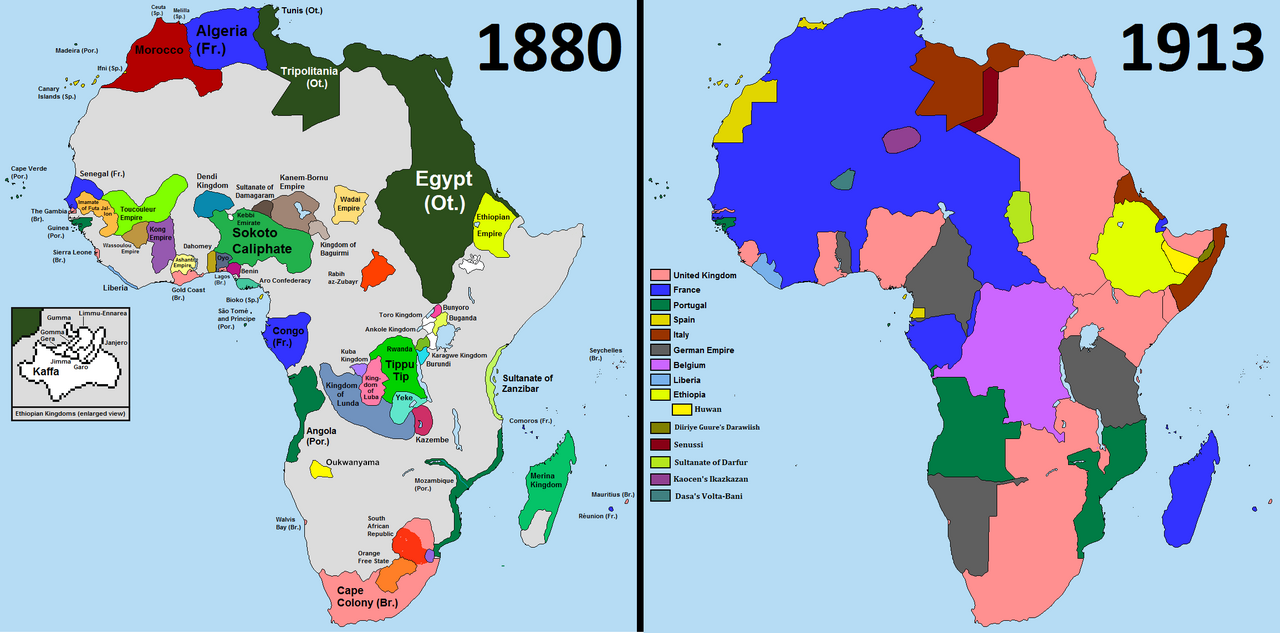 1880
Ceuta
(Sp.)
Melilla
(Sp.)
Tunis (Ot.)
Algeria
(Fr.)
Morocco
Madeira (Por.)
Ifni (Sp.)
Canary
Islands (Sp.)
Tripolitania
(Ot.)
Egypt
(Ot.)
Cape Verde
(Por.)
Senegal (Fr.)
Dendi
Kingdom
Sultanate of
Damagaram
Kanem-Bornu
Empire
Wadai
Empire
Ethiopian
Empire
Imamate
of Futa Jal-
lon
Toucouleur
Empire
The Gambia
(Br.)
Guinea
(Por.)
Kong
Empire
Kebbi
Emirate
Sokoto
Caliphate
Wassoulou
Empire
Dahomey
Kingdom of
Baguirmi
Sierra Leone
(Br.)
Ashanti
Empire
Oyo
Benin
Lagos
(Br.)
Aro Confederacy
Rabih
az-Zubayr
Liberia
Gold Coast
(Br.)
Bioko (Sp.)
São Tomé
and Príncipe
(Por.)
Toro Kingdom
Bunyoro
Buganda
Ankole Kingdom
Congo
(Fr.)
Rwanda
Karagwe Kingdom
Burundi
Kuba
Kingdom
Tippu
Tip
King-
dom
of
Luba
Kingdom
of
Lunda
Yeke
Seychelles
(Br.)
Sultanate of
Zanzibar
Gumma
Limmu-Ennarea
Gomma
Gera
Janjero
Jimma
Garo
Kaffa
Ethiopian Kingdoms (enlarged view)
Comoros (Fr.)
Angola
(Por.)
Kazembe
Oukwanyama
Mozambique
(Por.)
Merina
Kingdom
Mauritius (Br.)
Réunion (Fr.)
Walvis
Bay (Br.)
South
African
Republic
Orange
Free State
Cape
Colony (Br.)
1913
United Kingdom
France
Portugal
Spain
Italy
German Empire
Belgium
Liberia
Ethiopia
Huwan
Diiriye Guure's Darawiish
Senussi
Sultanate of Darfur
Kaocen's Ikazkazan
Dasa's Volta-Bani